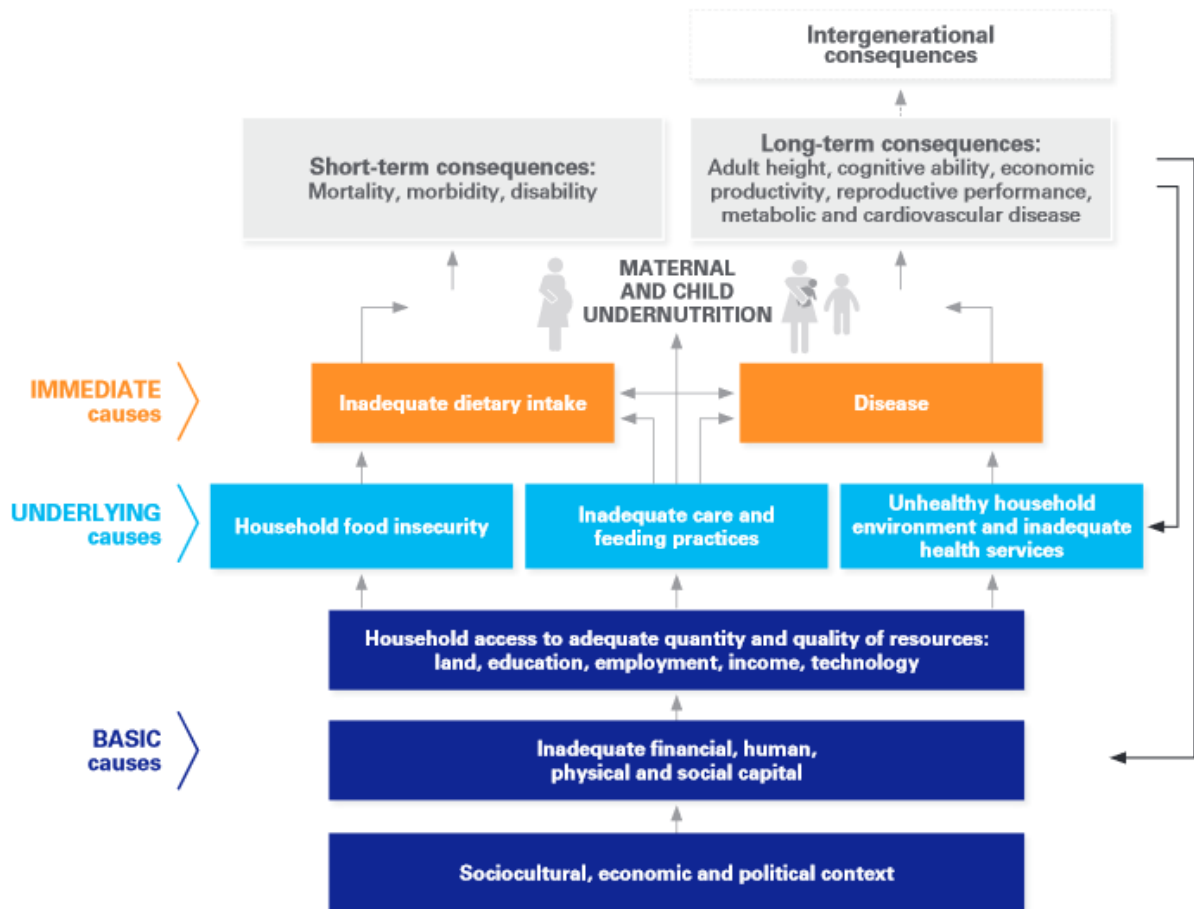 Intergenerational
consequences
Short-term consequences:
Mortality, morbidity, disability
Long-term consequences:
Adult height, cognitive ability, economic
productivity, reproductive performance,
metabolic and cardiovascular disease
MATERNAL
AND CHILD
UNDERNUTRITION
IMMEDIATE
causes
Inadequate dietary intake
Disease
UNDERLYING
causes
Household food insecurity
Inadequate care and
feeding practices
Unhealthy household
environment and inadequate
health services
Household access to adequate quantity and quality of resources:
land, education, employment, income, technology
BASIC
causes
Inadequate financial, human,
physical and social capital
Sociocultural, economic and political context